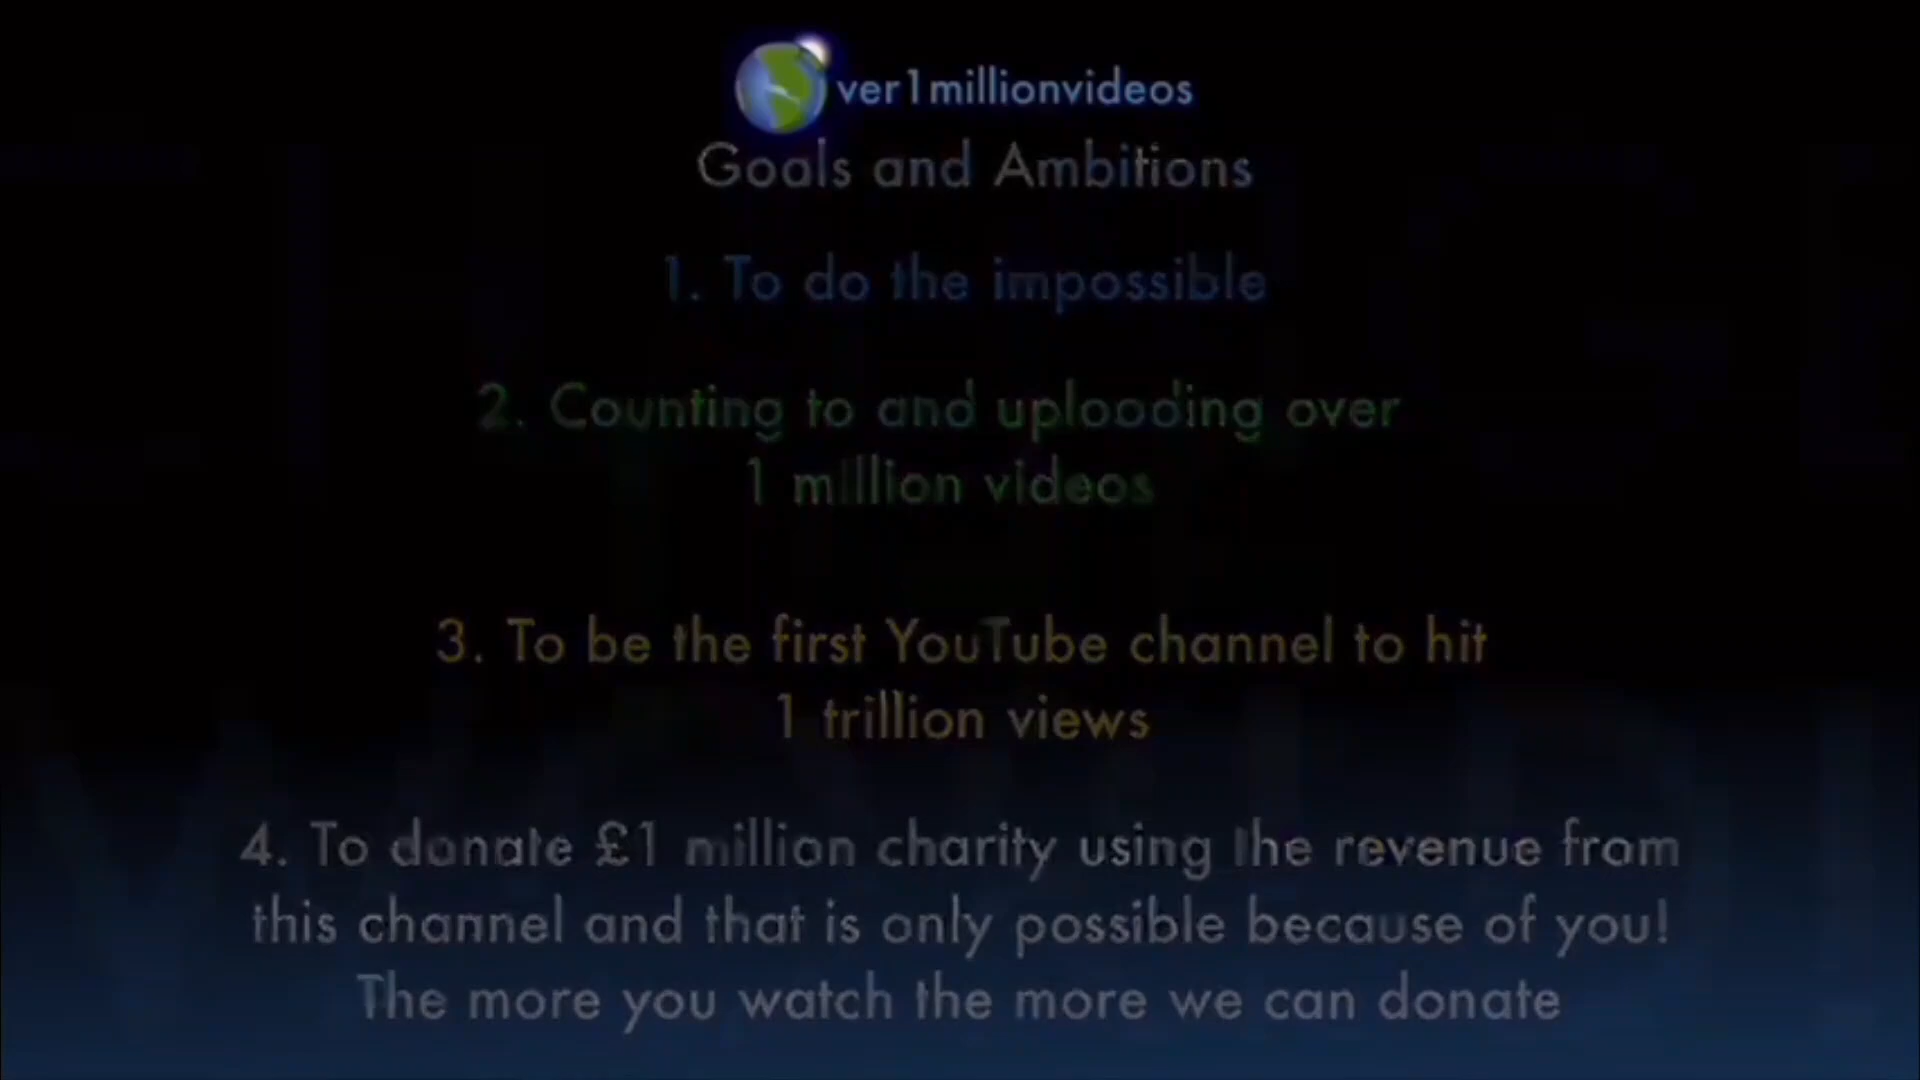 ver1millionvideos
Goals and Ambitions
1. To do the impossible
2. Counting to and uploading over
1 million videos
3. To be the first YouTube channel to hit
1 trillion views
4. To donate £1 million charity using the revenue from
this channel and that is only possible because of you!
The more you watch the more we can donate